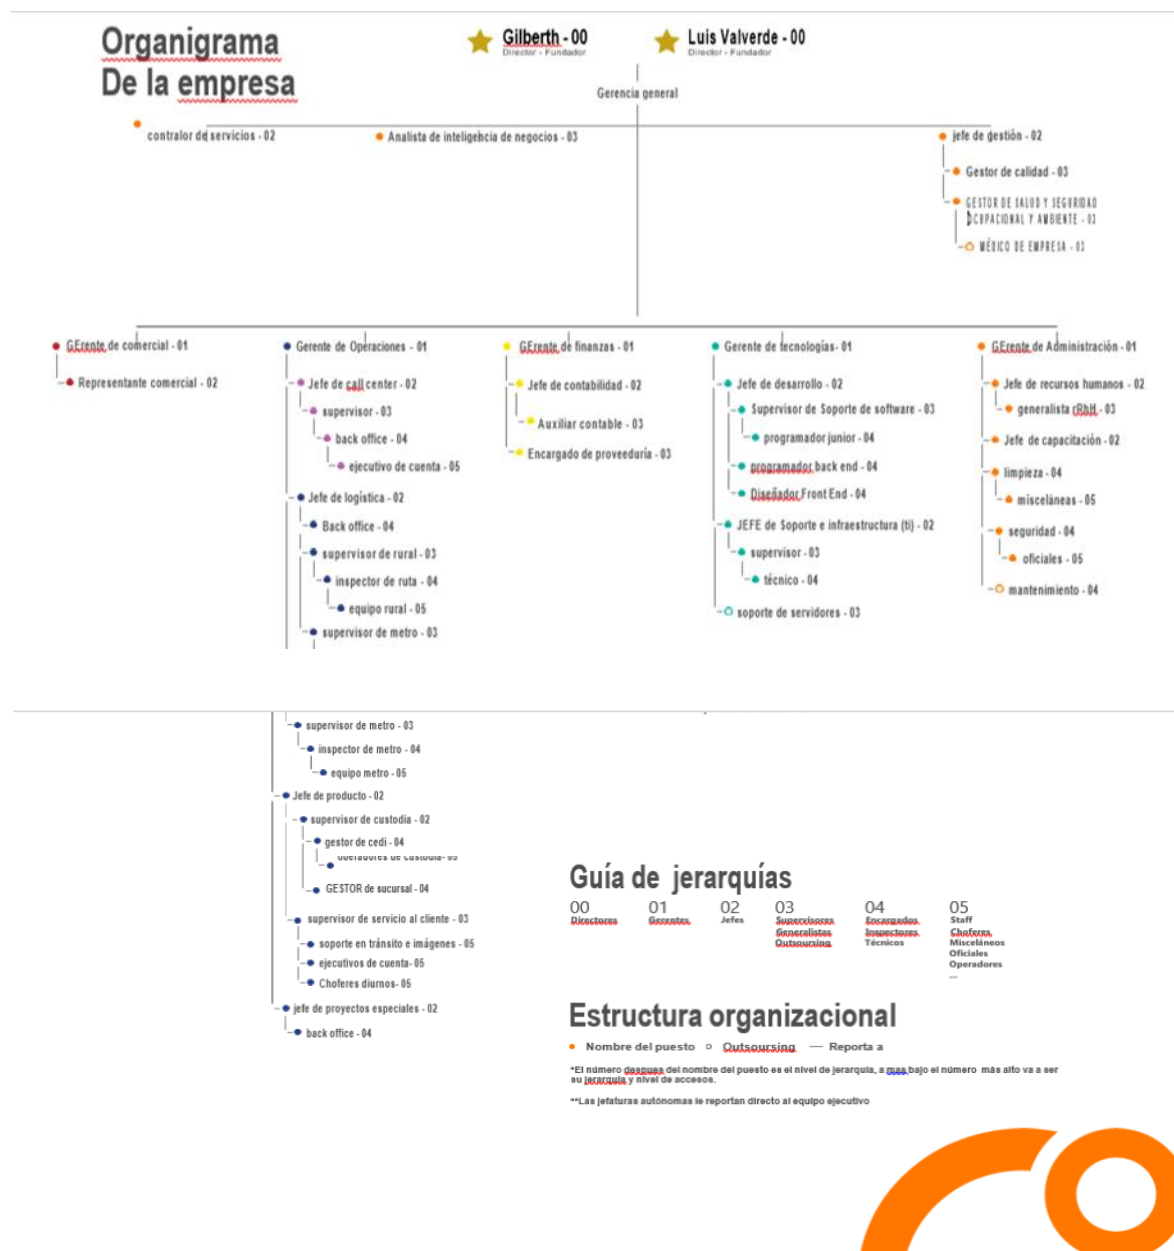 Organigrama
De la empresa
Gilberth - 00
Director - Fundador
Luis Valverde - 00
Director - Fundador
Gerencia general
contralor de servicios - 02
Analista de inteligencia de negocios - 03
jefe de gestión - 02
Gestor de calidad - 03
GESTOR DE SALUD Y SEGURIDAD
OCUPACIONAL Y AMBIENTE - 03
MÉDICO DE EMPRESA - 03
GErente de comercial - 01
Representante comercial - 02
Gerente de Operaciones - 01
Jefe de call center - 02
supervisor - 03
back office - 04
ejecutivo de cuenta - 05
Jefe de logística - 02
Back office - 04
supervisor de rural - 03
inspector de ruta - 04
equipo rural - 05
supervisor de metro - 03
GErente de finanzas - 01
Jefe de contabilidad - 02
Auxiliar contable - 03
Encargado de proveeduría - 03
Gerente de tecnologías- 01
Jefe de desarrollo - 02
Supervisor de Soporte de software - 03
programador junior - 04
programador back end - 04
Diseñador Front End - 04
JEFE de Soporte e infraestructura (ti) - 02
supervisor - 03
técnico - 04
soporte de servidores - 03
GErente de Administración - 01
Jefe de recursos humanos - 02
generalista rRhH - 03
Jefe de capacitación - 02
limpieza - 04
misceláneas - 05
seguridad - 04
oficiales - 05
mantenimiento - 04
supervisor de metro - 03
inspector de metro - 04
equipo metro - 05
Jefe de producto - 02
supervisor de custodia - 02
gestor de cedi - 04
operadores de custodia- 05
GESTOR de sucursal - 04
supervisor de servicio al cliente - 03
soporte en tránsito e imágenes - 05
ejecutivos de cuenta- 05
Choferes diurnos- 05
jefe de proyectos especiales - 02
back office - 04
Guía de jerarquías
00 01 02 03 04 05
Directores Gerentes Jefes Supervisores Encargados Staff
Generalistas Inspectores Choferes
Outsoursing Técnicos Misceláneos
Oficiales
Operadores
...
Estructura organizacional
Nombre del puesto Outsoursing Reporta a
*El número despues del nombre del puesto es el nivel de jerarquía, a mas bajo el número más alto va a ser
su jerarquia y nivel de accesos.
**Las jefaturas autónomas le reportan directo al equipo ejecutivo